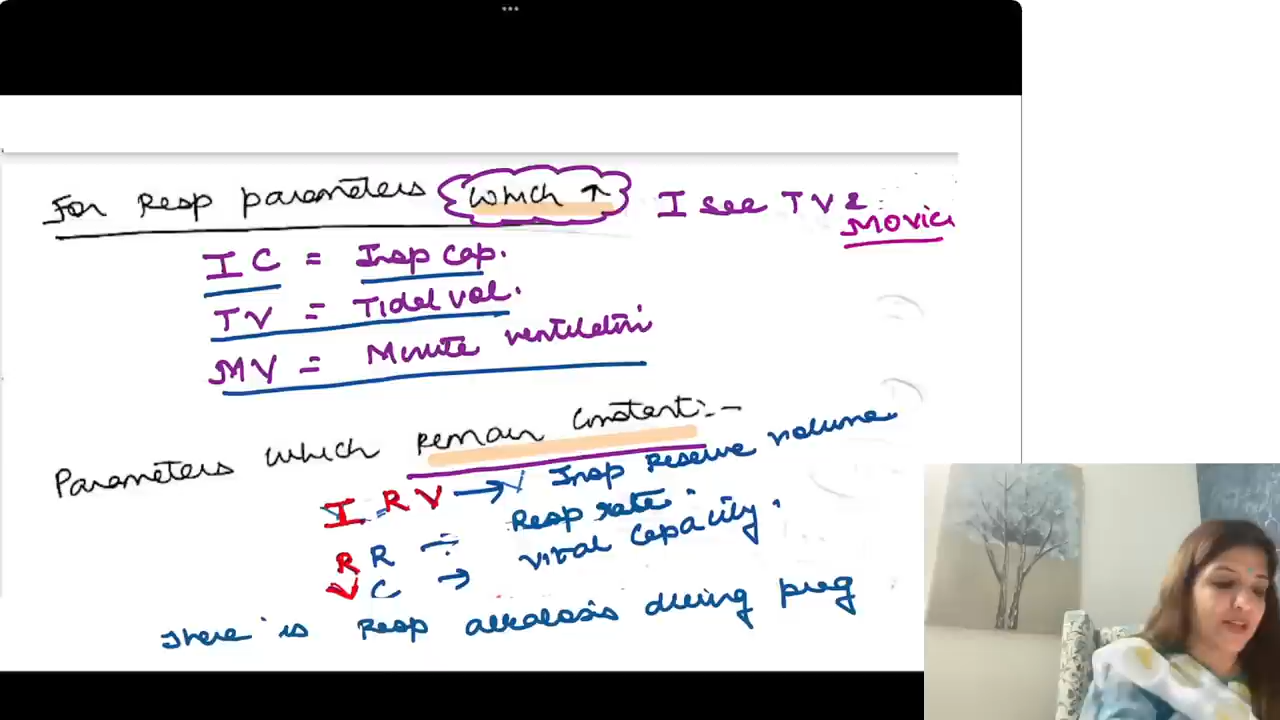 For Resp parameters which ↑ I see TV &
Movies
IC = Insp cap.
TV = Tidal vol.
MV = Minute ventilation
Parameters which remain constant :-
IRV → Insp Reserve volume
RR ÷ Resp rate.
VC → vital capacity.
There is Resp alkalosis during preg